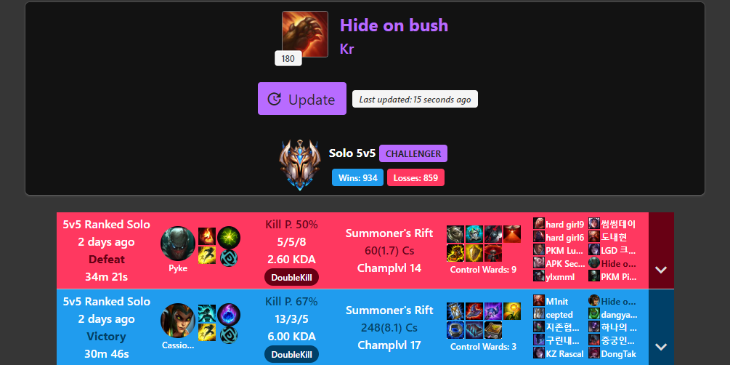 Hide on bush
Kr
180
Update
Last updated: 15 seconds ago
Solo 5v5 CHALLENGER
Wins: 934 Losses: 859
5v5 Ranked Solo
2 days ago
Defeat
34m 21s
Pyke
Kill P. 50%
5/5/8
2.60 KDA
DoubleKill
Summoner's Rift
60(1.7) Cs
Champlvl 14
Control Wards: 9
hard girl9
hard girl6
PKM Lu...
APK Sec...
ylxmml
썸썸데이
도내현
LGD 크...
Hide o...
PKM Pi...
5v5 Ranked Solo
2 days ago
Victory
30m 46s
Cassio...
Kill P. 67%
13/3/5
6.00 KDA
DoubleKill
Summoner's Rift
248(8.1) Cs
Champlvl 17
Control Wards: 3
M1nit
cepted
지존협...
구린내...
KZ Rascal
Hide o...
dangya...
하나의 ...
중궁인...
DongTak